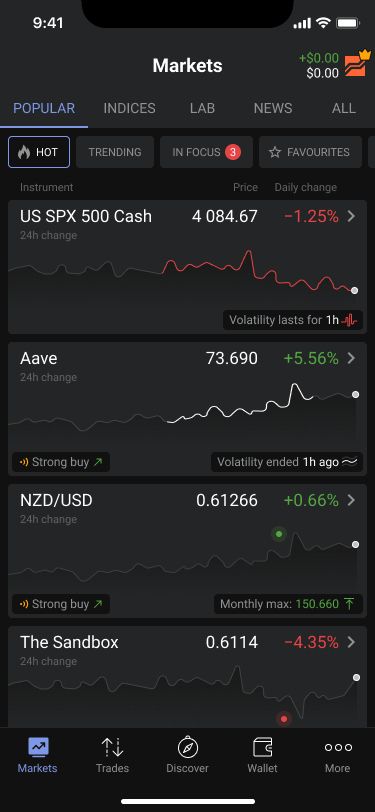 9:41
Markets
+$0.00
$0.00
POPULAR INDICES LAB NEWS ALL
HOT TRENDING IN FOCUS 3 FAVOURITES
Instrument Price Daily change
US SPX 500 Cash 4 084.67 −1.25%
24h change
Volatility lasts for 1h
Aave 73.690 +5.56%
24h change
Strong buy Volatility ended 1h ago
NZD/USD 0.61266 +0.66%
24h change
Strong buy Monthly max: 150.660
The Sandbox 0.6114 −4.35%
24h change
Markets Trades Discover Wallet More